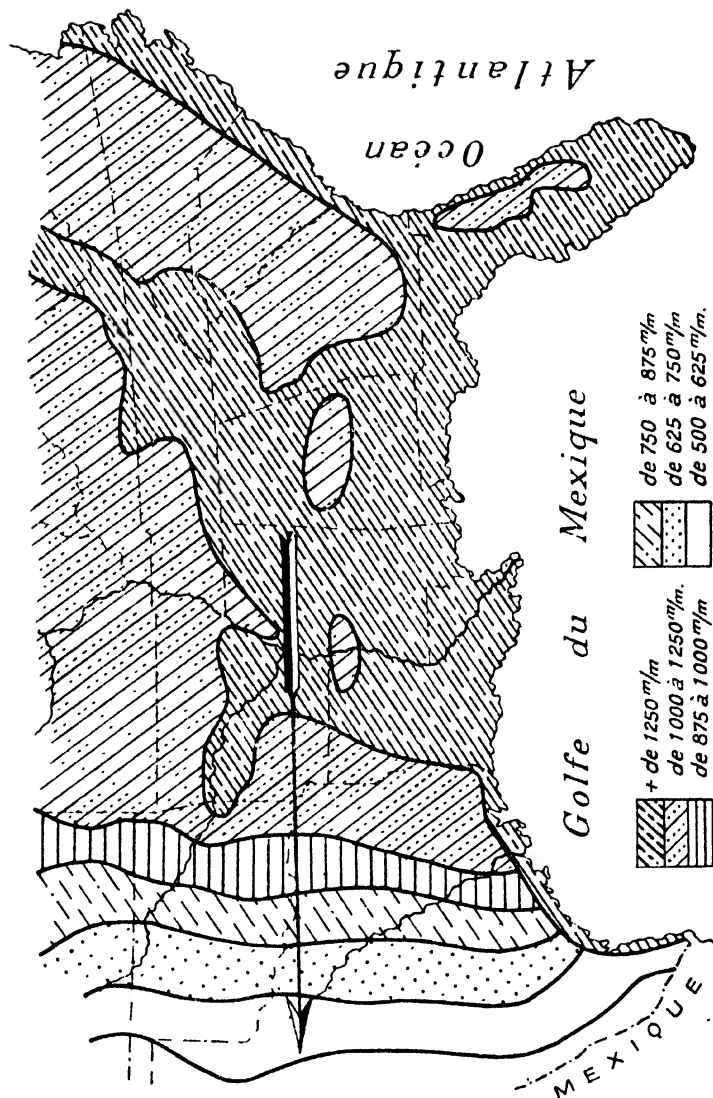 Océan
Atlantique
Golfe du Mexique
+ de 1250 m/m
de 1000 à 1250 m/m.
de 875 à 1000 m/m
de 750 à 875 m/m
de 625 à 750 m/m
de 500 à 625 m/m.
MEXIQUE